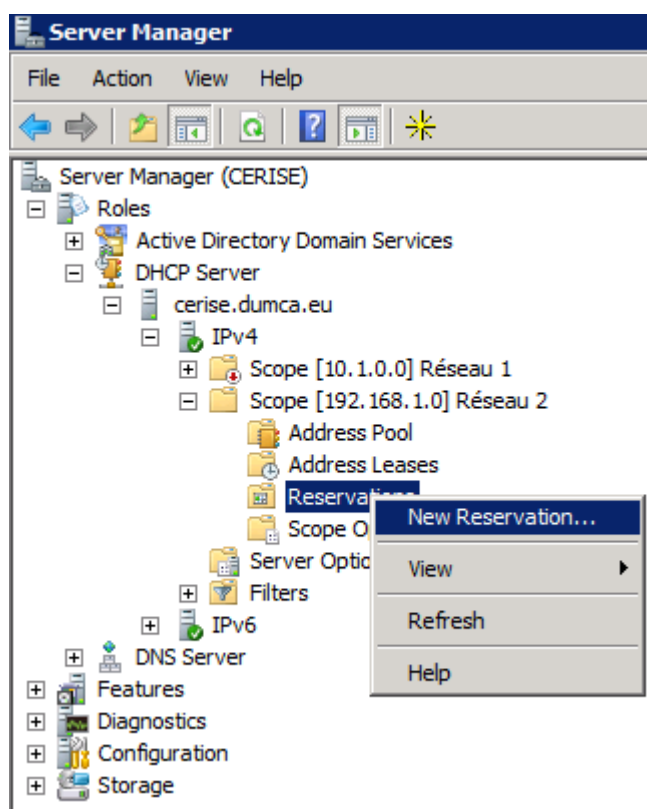 Server Manager
File Action View Help
Server Manager (CERISE)
Roles
Active Directory Domain Services
DHCP Server
cerise.dumca.eu
IPv4
Scope [10.1.0.0] Réseau 1
Scope [192.168.1.0] Réseau 2
Address Pool
Address Leases
Reservations
New Reservation...
Scope O
Server Optio
View
Filters
IPv6
Refresh
DNS Server
Help
Features
Diagnostics
Configuration
Storage